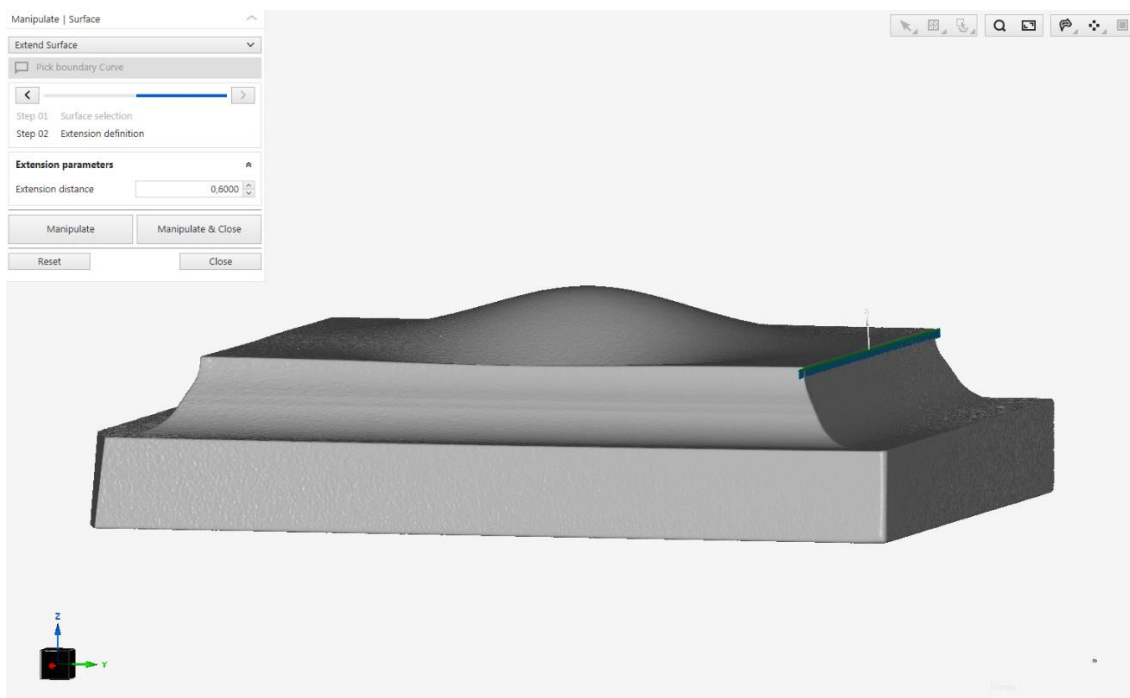 Manipulate | Surface
Extend Surface
Pick boundary Curve
Step 01 Surface selection
Step 02 Extension definition
Extension parameters
Extension distance 0,6000
Manipulate Manipulate & Close
Reset Close
Z
Y